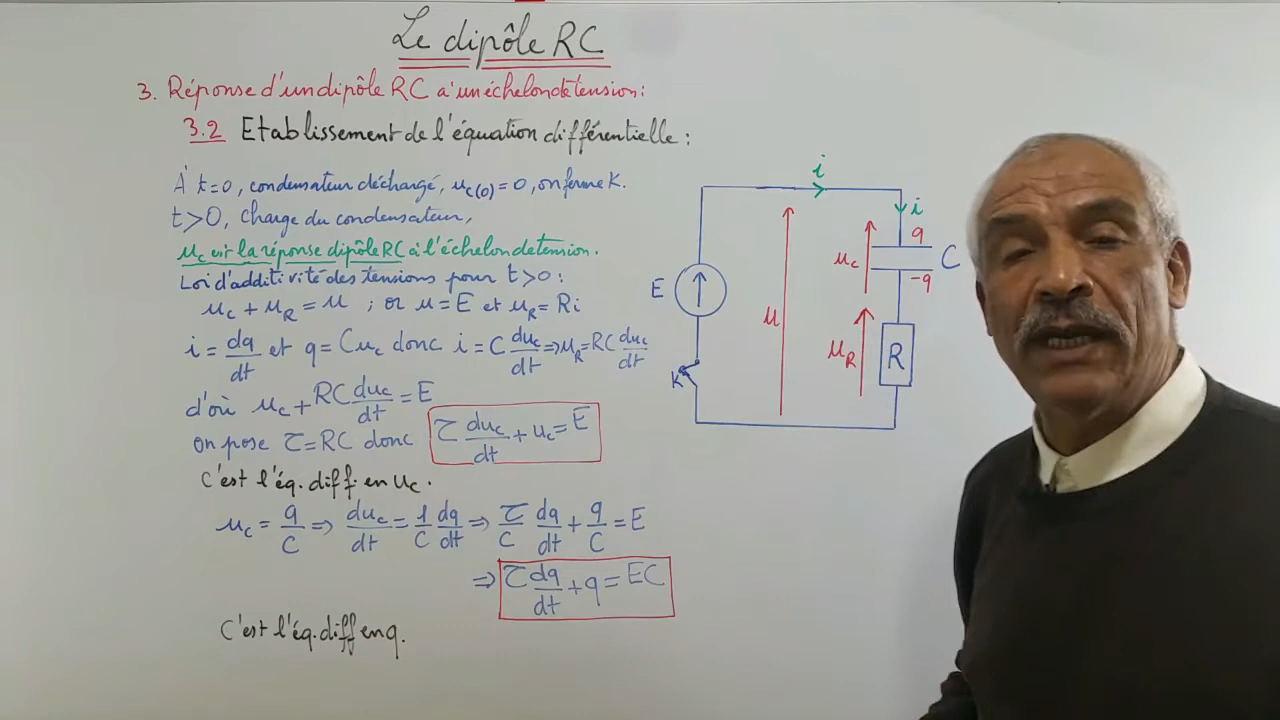 Le dipôle RC
3. Réponse d'un dipôle RC à un échelon de tension:
3.2 Etablissement de l'équation différentielle:
À t=0, condensateur déchargé, uc(0)=0, on ferme K.
t>0, charge du condensateur,
uc est la réponse dipôle RC à l'échelon de tension.
Loi d'additivité des tensions pour t>0:
uc + uR = u ; or u=E et uR = Ri
i = dq/dt et q=Cuc donc i=C duc/dt ⇒ uR=RC duc/dt
d'où uc + RC duc/dt = E
on pose τ=RC donc τ duc/dt + uc = E
C'est l'éq. diff. en uc.
uc = q/C ⇒ duc/dt = 1/C dq/dt ⇒ τ/C dq/dt + q/C = E
⇒ τ dq/dt + q = EC
C'est l'éq. diff en q.
i
i
q
uc
C
-q
E
u
uR
R
K